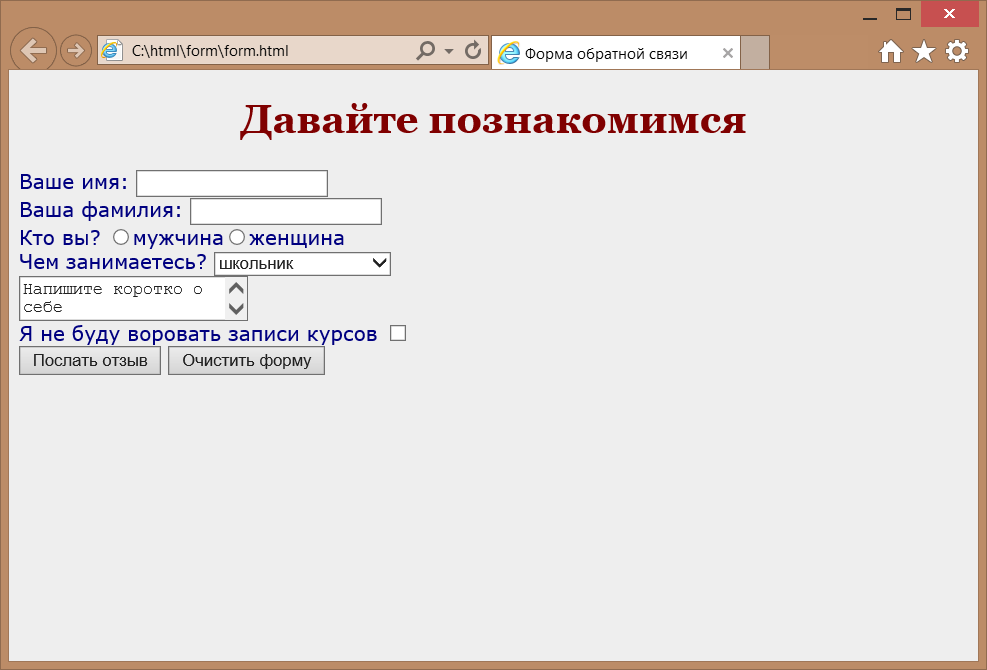 C:\html\form\form.html
Форма обратной связи
Давайте познакомимся
Ваше имя:
Ваша фамилия:
Кто вы? мужчина женщина
Чем занимаетесь? школьник
Напишите коротко о
себе
Я не буду воровать записи курсов
Послать отзыв Очистить форму